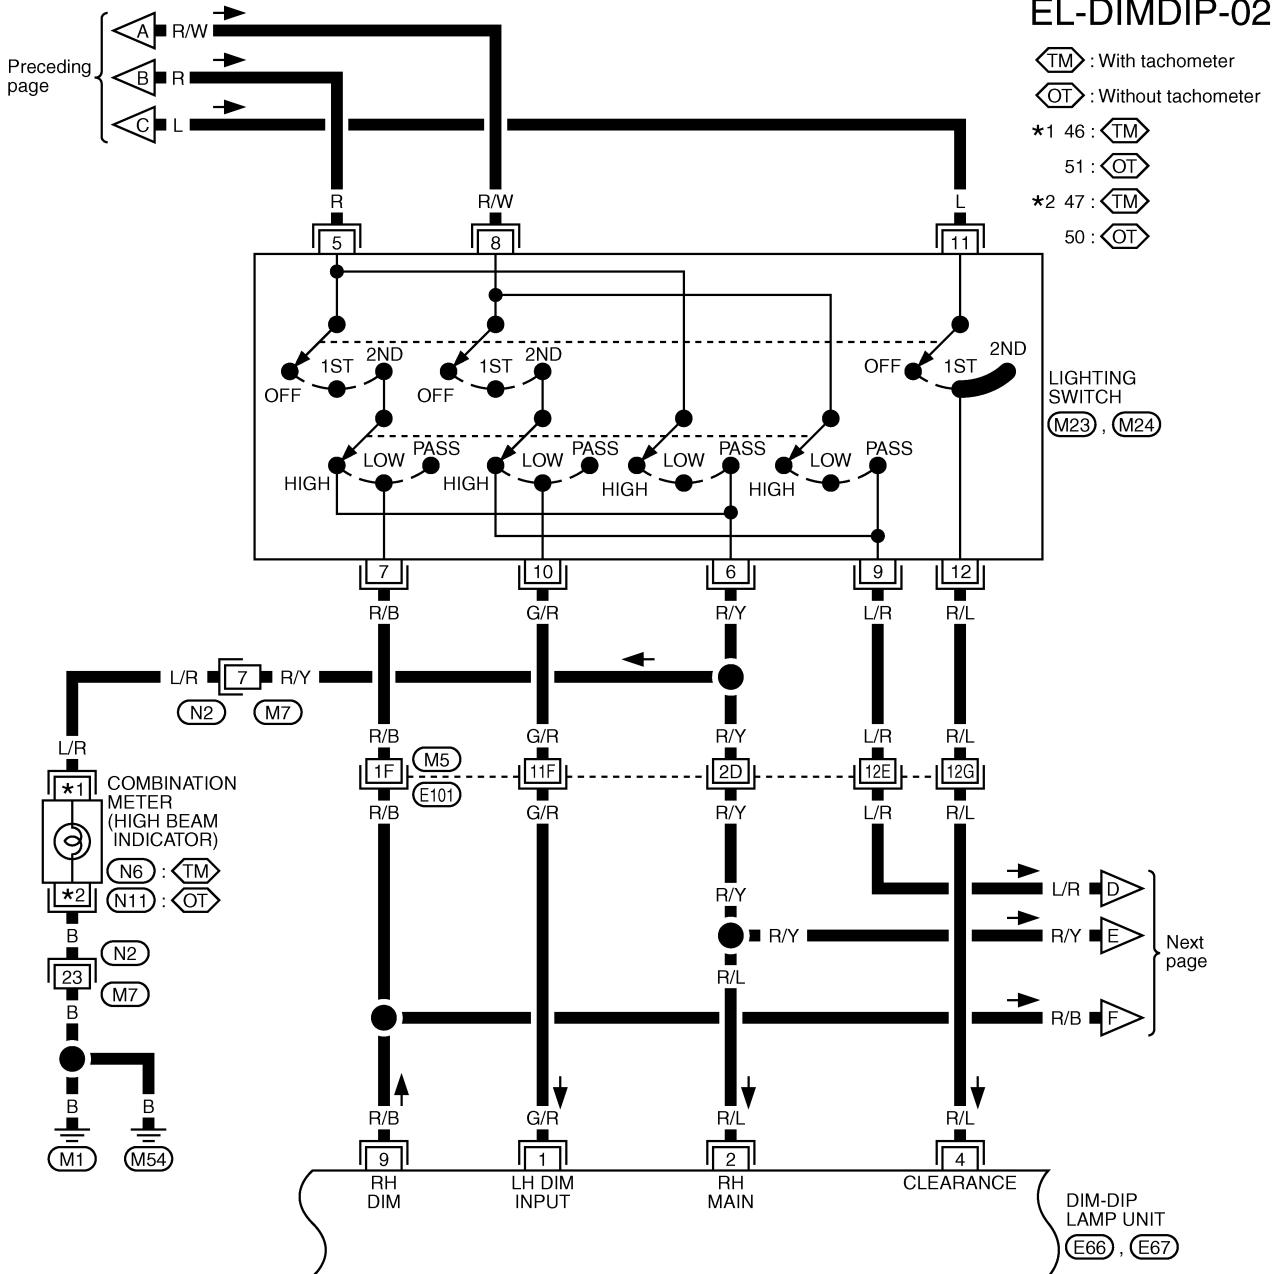 EL-DIMDIP-02
Preceding
page
A R/W
B R
C L
TM : With tachometer
OT : Without tachometer
*1 46 : TM
51 : OT
*2 47 : TM
50 : OT
R R/W L
5 8 11
OFF 1ST 2ND OFF 1ST 2ND OFF 1ST 2ND
LIGHTING
SWITCH
M23 , M24
HIGH LOW PASS HIGH LOW PASS HIGH LOW PASS HIGH LOW PASS
7 10 6 9 12
R/B G/R R/Y L/R R/L
L/R 7 R/Y
N2 M7
L/R R/B G/R R/Y L/R R/L
1F M5 11F 2D 12E 12G
E101
R/B G/R R/Y L/R R/L
*1
COMBINATION
METER
(HIGH BEAM
INDICATOR)
N6 : TM
*2 N11 : OT
R/Y L/R D
B N2 R/Y R/Y E
Next
page
23 M7 R/L
B R/B F
B B R/B G/R R/L R/L
M1 M54 9 1 2 4
RH
DIM
LH DIM
INPUT
RH
MAIN
CLEARANCE
DIM-DIP
LAMP UNIT
E66 , E67